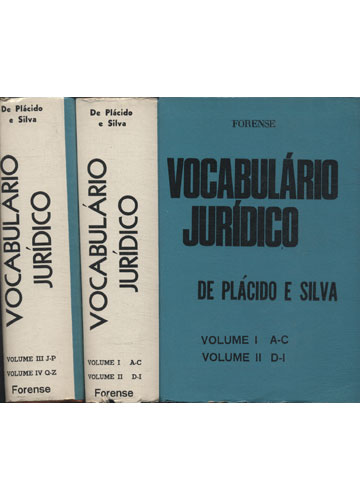 De Plácido
e Silva
VOCABULÁRIO
JURÍDICO
VOLUME III J-P
VOLUME IV Q-Z
Forense
De Plácido
e Silva
VOCABULÁRIO
JURÍDICO
VOLUME I A-C
VOLUME II D-I
Forense
FORENSE
VOCABULÁRIO
JURÍDICO
DE PLÁCIDO E SILVA
VOLUME I A-C
VOLUME II D-I